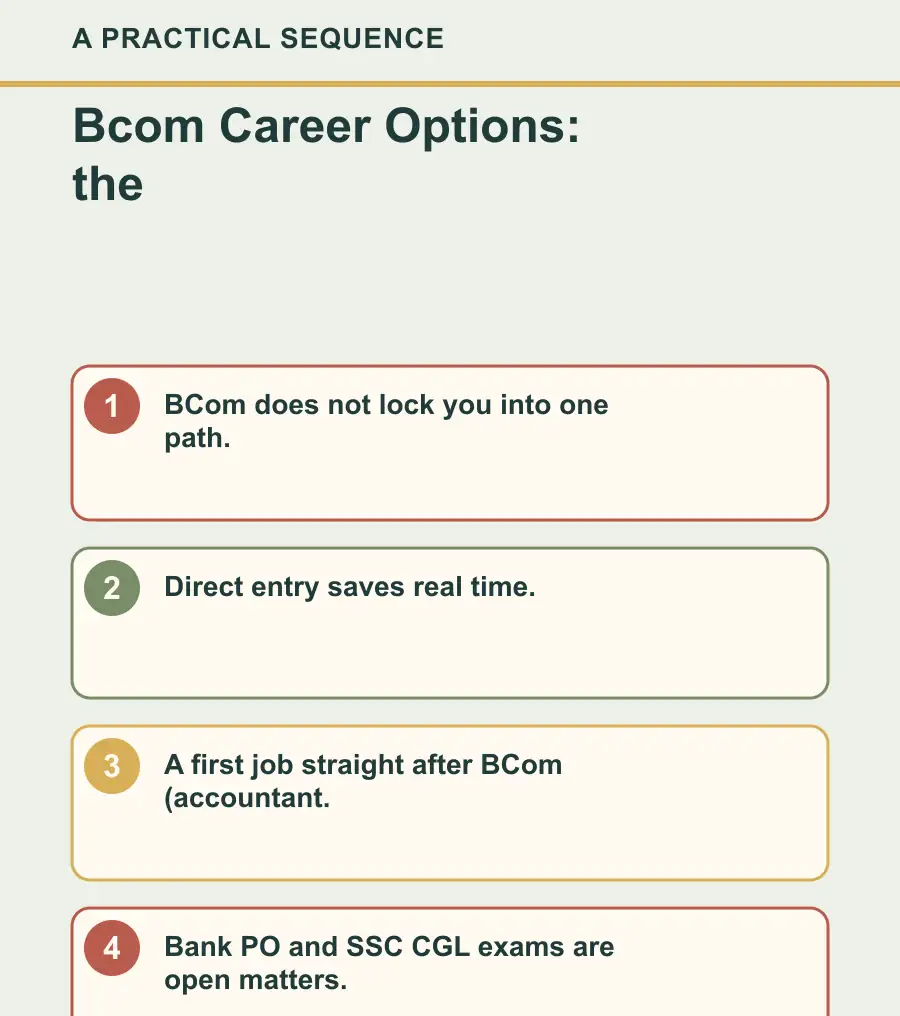 A PRACTICAL SEQUENCE
Bcom Career Options:
the
1
BCom does not lock you into one
path.
2
Direct entry saves real time.
3
A first job straight after BCom
(accountant.
4
Bank PO and SSC CGL exams are
open matters.